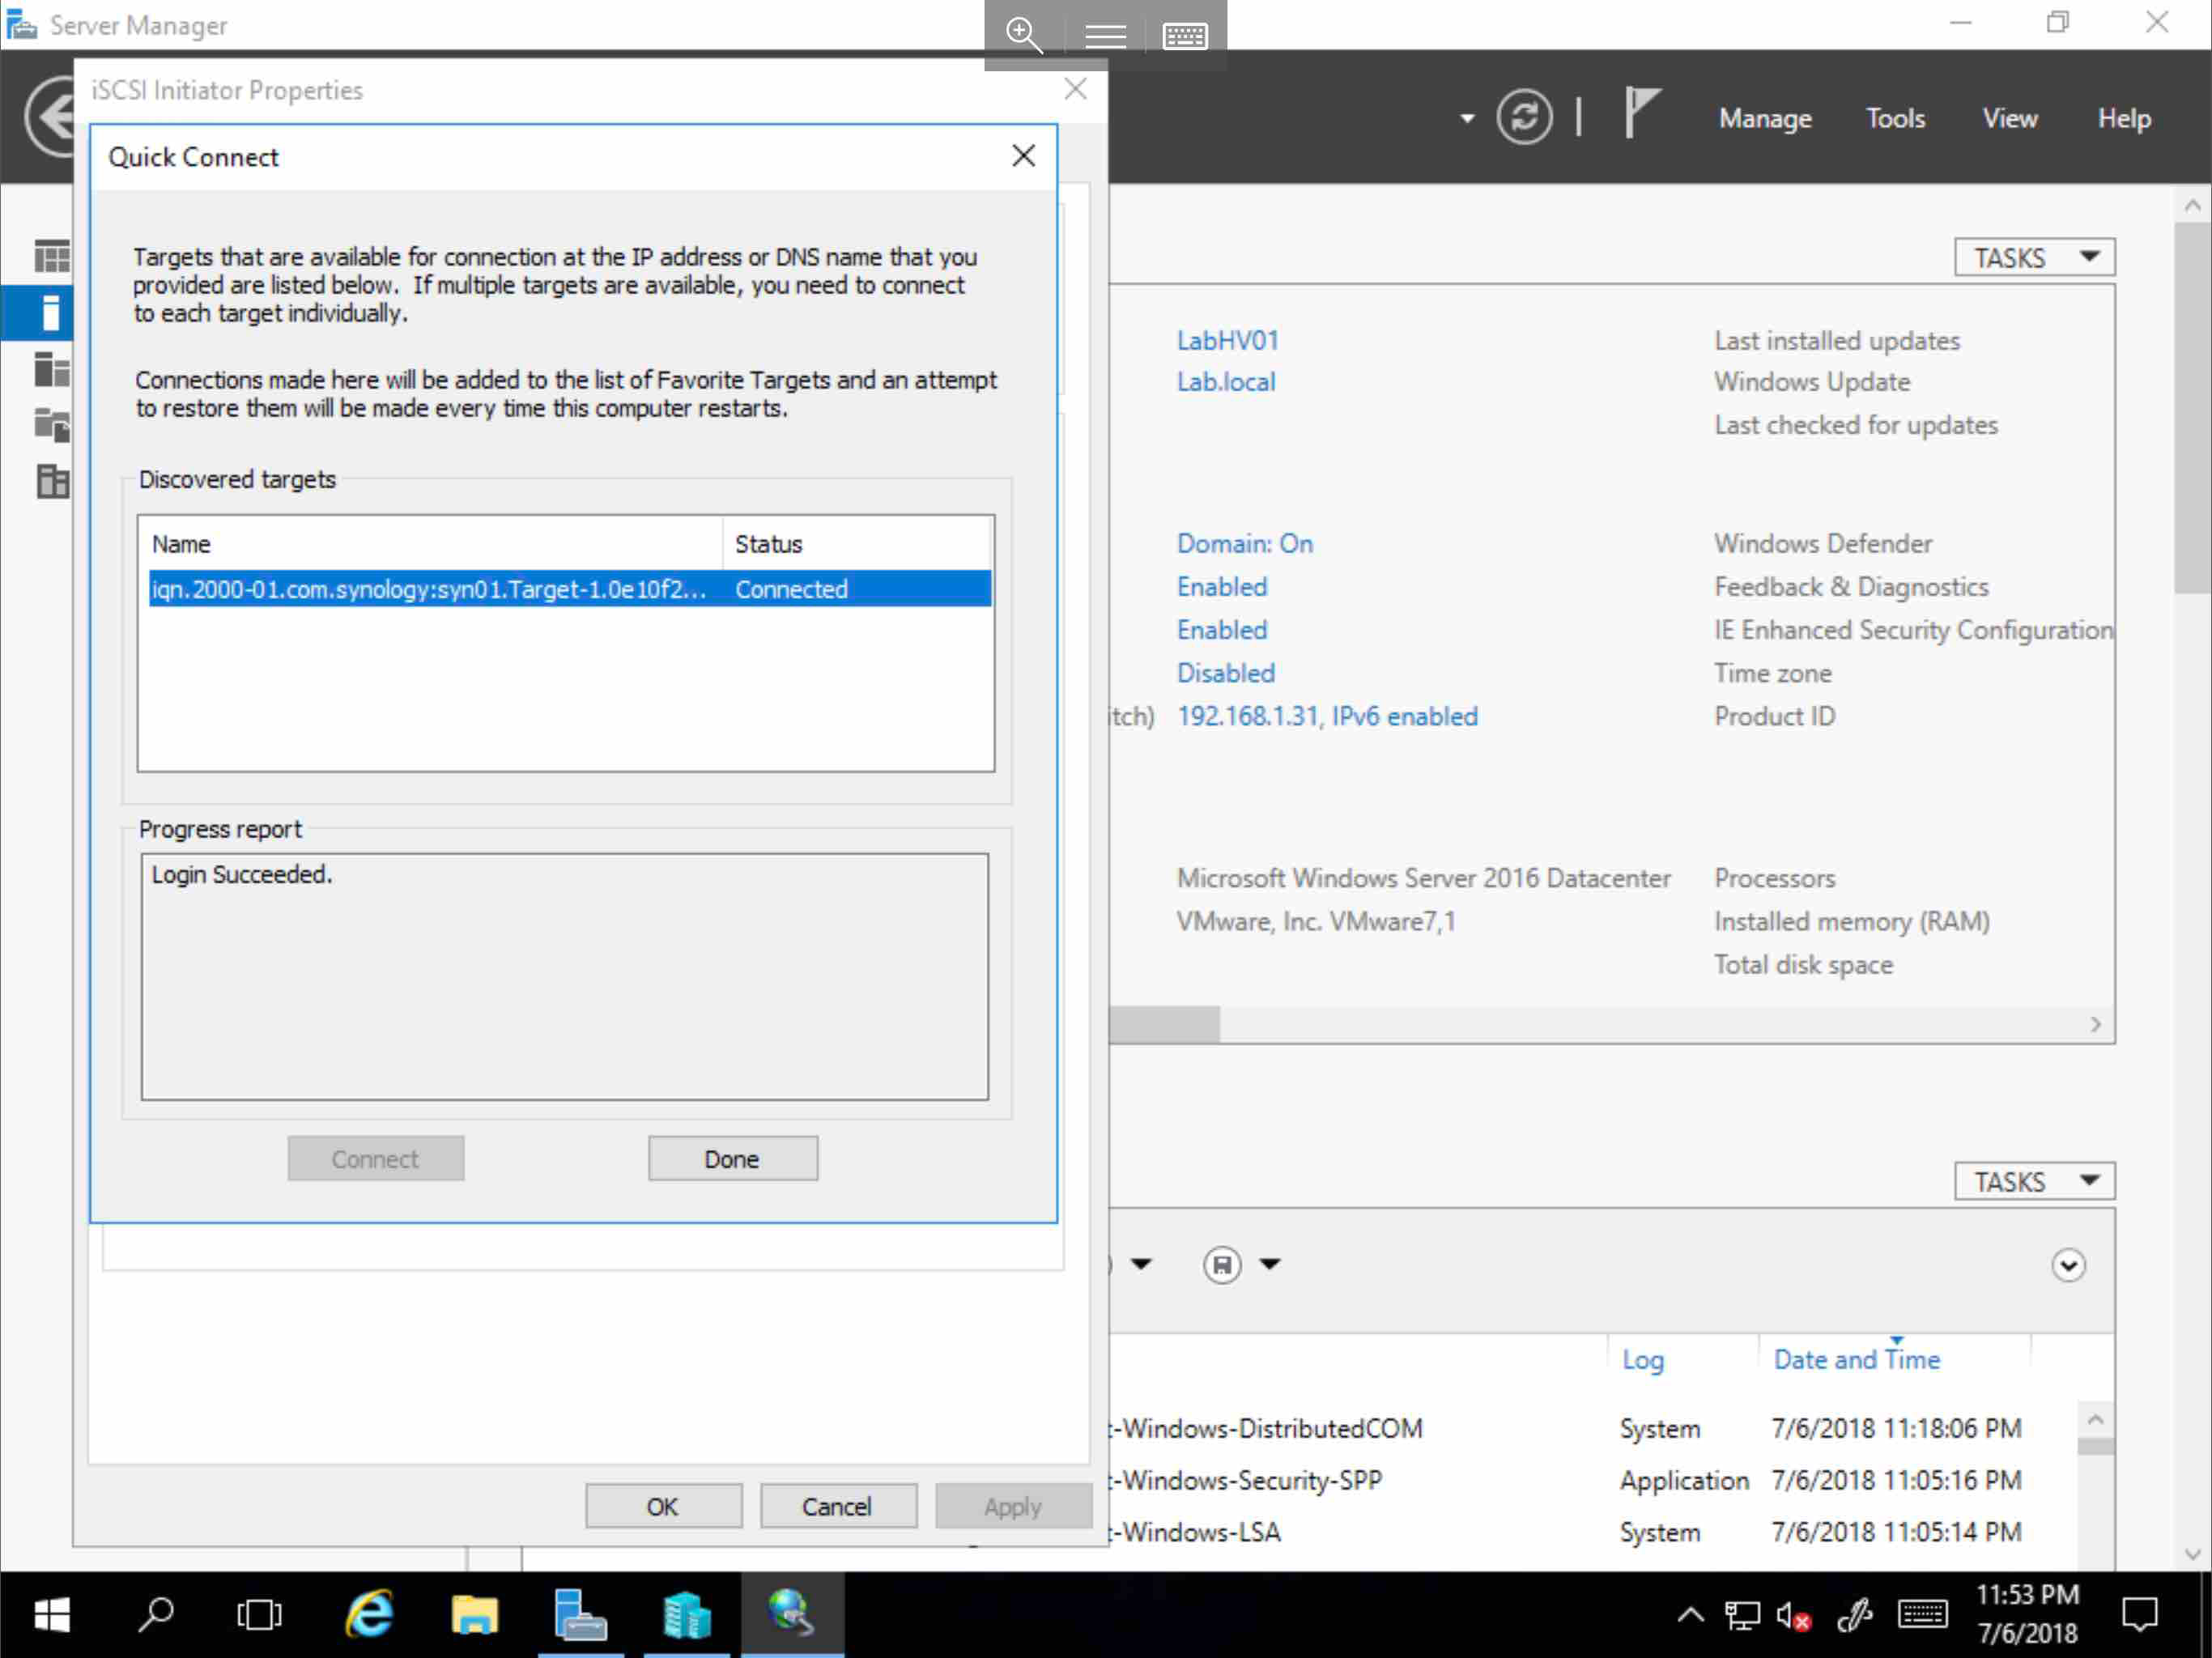 Server Manager
iSCSI Initiator Properties
Manage Tools View Help
Quick Connect
Targets that are available for connection at the IP address or DNS name that you
provided are listed below. If multiple targets are available, you need to connect
to each target individually.
Connections made here will be added to the list of Favorite Targets and an attempt
to restore them will be made every time this computer restarts.
Discovered targets
Name Status
iqn.2000-01.com.synology:syn01.Target-1.0e10f2... Connected
Progress report
Login Succeeded.
Connect Done
OK Cancel Apply
TASKS
LabHV01 Last installed updates
Lab.local Windows Update
Last checked for updates
Domain: On Windows Defender
Enabled Feedback & Diagnostics
Enabled IE Enhanced Security Configuration
Disabled Time zone
itch) 192.168.1.31, IPv6 enabled Product ID
Microsoft Windows Server 2016 Datacenter Processors
VMware, Inc. VMware7,1 Installed memory (RAM)
Total disk space
TASKS
Log Date and Time
t-Windows-DistributedCOM System 7/6/2018 11:18:06 PM
t-Windows-Security-SPP Application 7/6/2018 11:05:16 PM
t-Windows-LSA System 7/6/2018 11:05:14 PM
11:53 PM
7/6/2018